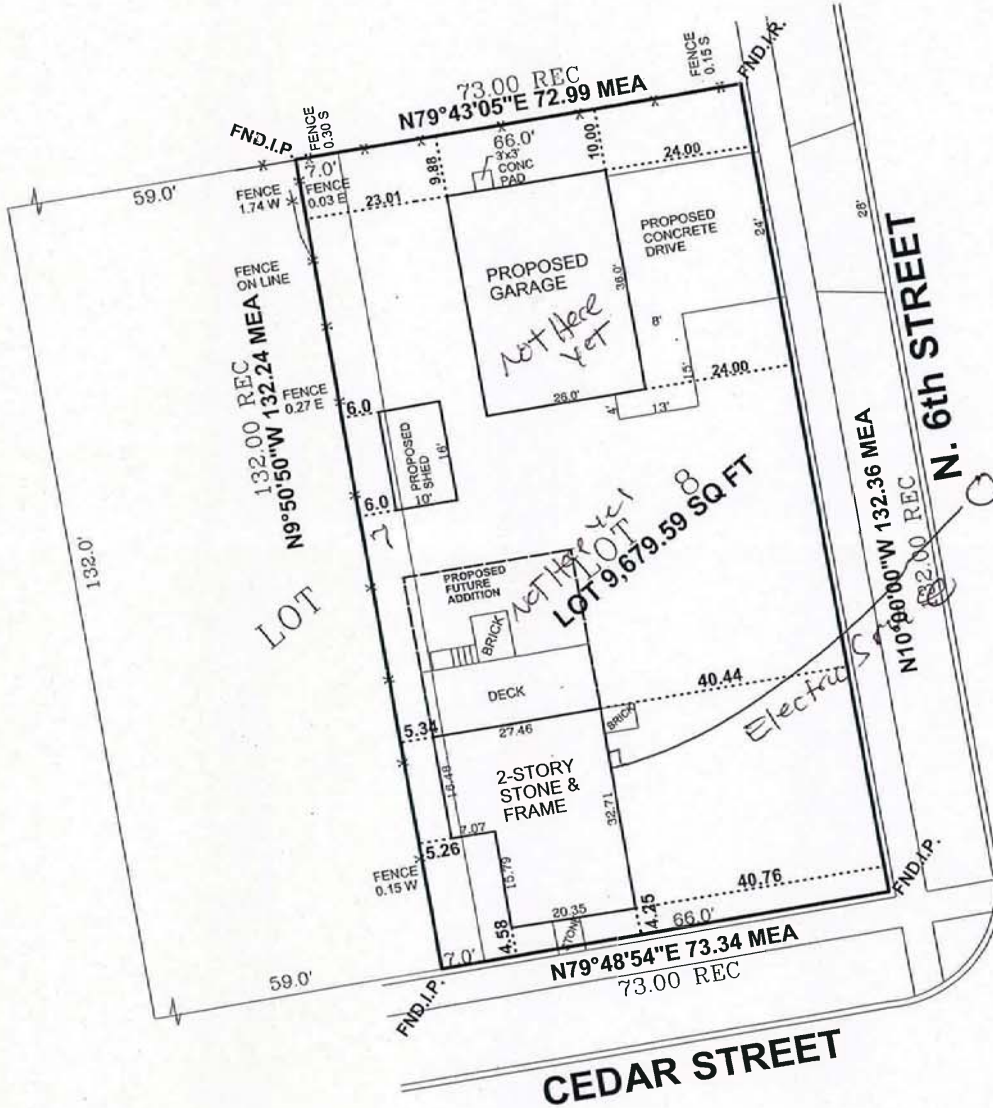 73.00 REC
N79°43'05"E 72.99 MEA
FENCE
0.15 S
FND.I.R.
FND.I.P.
FENCE
0.30 S
7.0'
66.0'
59.0'
FENCE
1.74 W
FENCE
0.03 E
23.01
9.88
3'x3'
CONC
PAD
10.00
24.00
PROPOSED
GARAGE
36.0'
Not Here
yet
26.0'
PROPOSED
CONCRETE
DRIVE
24'
28'
8'
15'
24.00
4'
13'
N. 6th STREET
FENCE
ON LINE
132.00 REC
N9°50'50"W 132.24 MEA
FENCE
0.27 E
6.0
PROPOSED
SHED
16'
10'
6.0
132.0'
LOT
7
LOT
8
LOT 9,679.59 SQ FT
Not Here yet
PROPOSED
FUTURE
ADDITION
BRICK
DECK
N10°00'00"W 132.36 MEA
132.00 REC
Electric
40.44
BRICK
5.34
27.46
16.48
2-STORY
STONE &
FRAME
32.71
7.07
5.26
FENCE
0.15 W
15.79
40.76
20.35
STONE
4.58
4.25
66.0'
FND.I.P.
7.0'
N79°48'54"E 73.34 MEA
73.00 REC
59.0'
FND.I.P.
CEDAR STREET